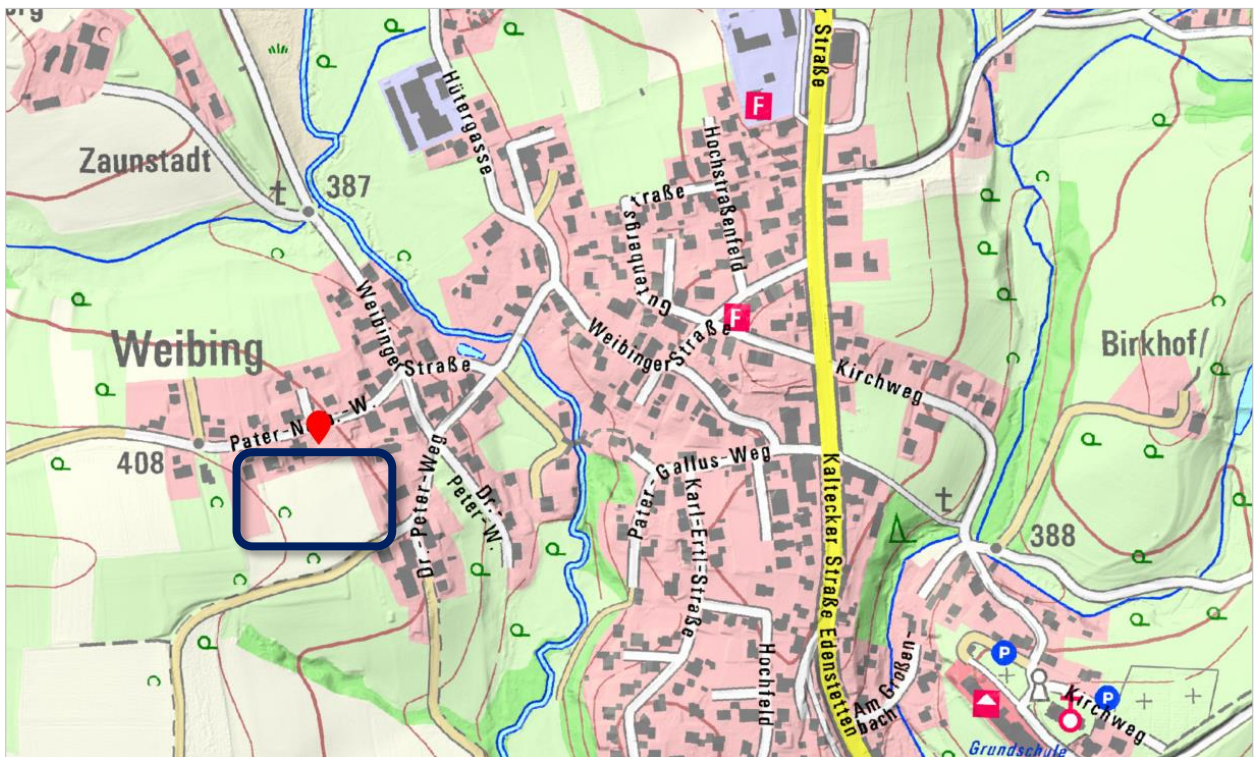 Zaunstadt
387
Hütergasse
Straße
Hochstraßenfeld
Gutenbergstraße
Weibing
Weibinger Straße
Weibinger Straße
Kirchweg
Birkhof/
408
Pater-N
.-W.
Dr.-Peter-Weg
Dr.-
Peter-W.
Pater-Gallus-Weg
Karl-Ertl-Straße
Kaltecker Straße Edenstetten
388
Hochfeld
Am Großen-
bach
Kirchweg
Grundschule
F
F
P
P